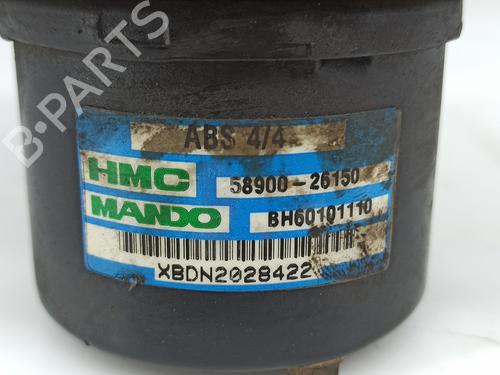 B-PARTS
ABS 4/4
HMC 58900-26150
MANDO BH60101110
XBDN2028422